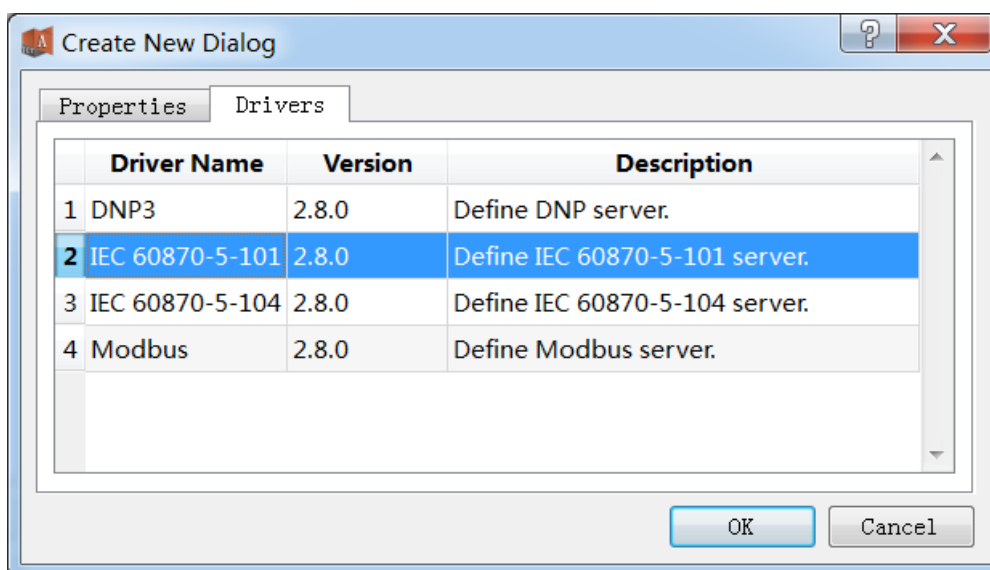 Create New Dialog
Properties Drivers
Driver Name Version Description
1 DNP3 2.8.0 Define DNP server.
2 IEC 60870-5-101 2.8.0 Define IEC 60870-5-101 server.
3 IEC 60870-5-104 2.8.0 Define IEC 60870-5-104 server.
4 Modbus 2.8.0 Define Modbus server.
OK Cancel